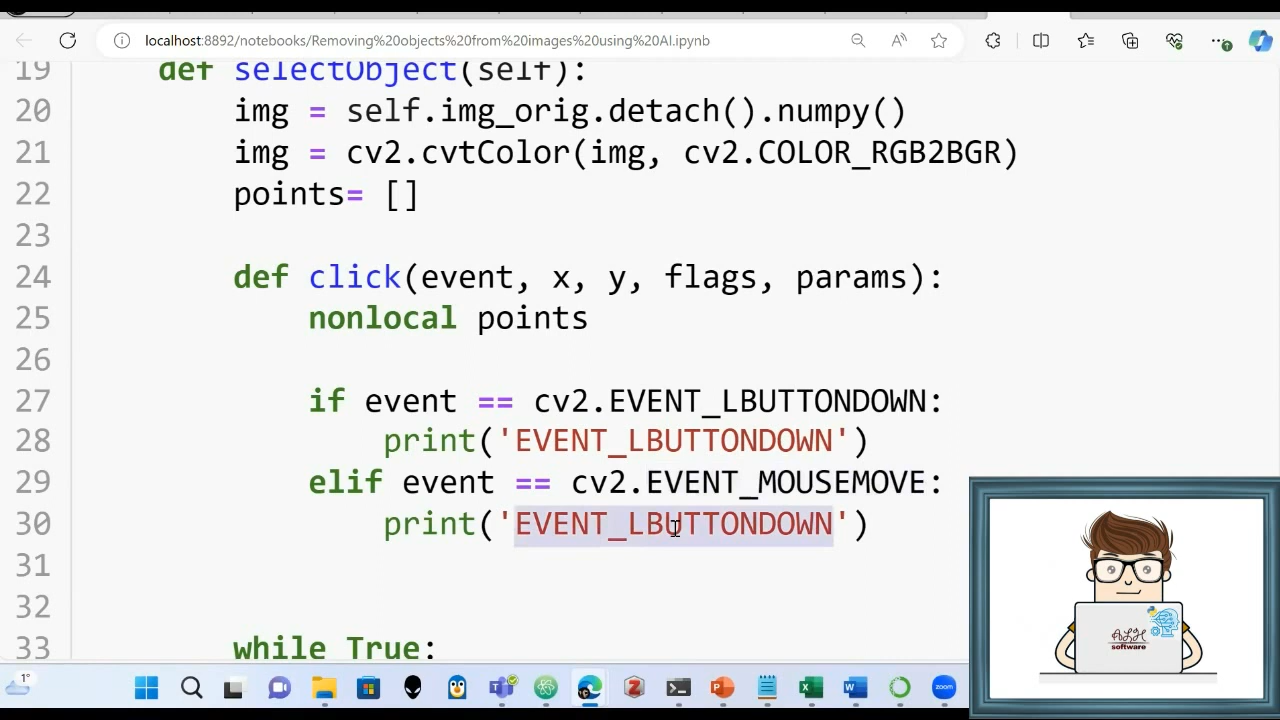 localhost:8892/notebooks/Removing%20objects%20from%20images%20using%20AI.ipynb
19 def selectObject(self):
20 img = self.img_orig.detach().numpy()
21 img = cv2.cvtColor(img, cv2.COLOR_RGB2BGR)
22 points= []
23
24 def click(event, x, y, flags, params):
25 nonlocal points
26
27 if event == cv2.EVENT_LBUTTONDOWN:
28 print('EVENT_LBUTTONDOWN')
29 elif event == cv2.EVENT_MOUSEMOVE:
30 print('EVENT_LBUTTONDOWN')
31
32
33 while True:
ALH
software
1°
zoom